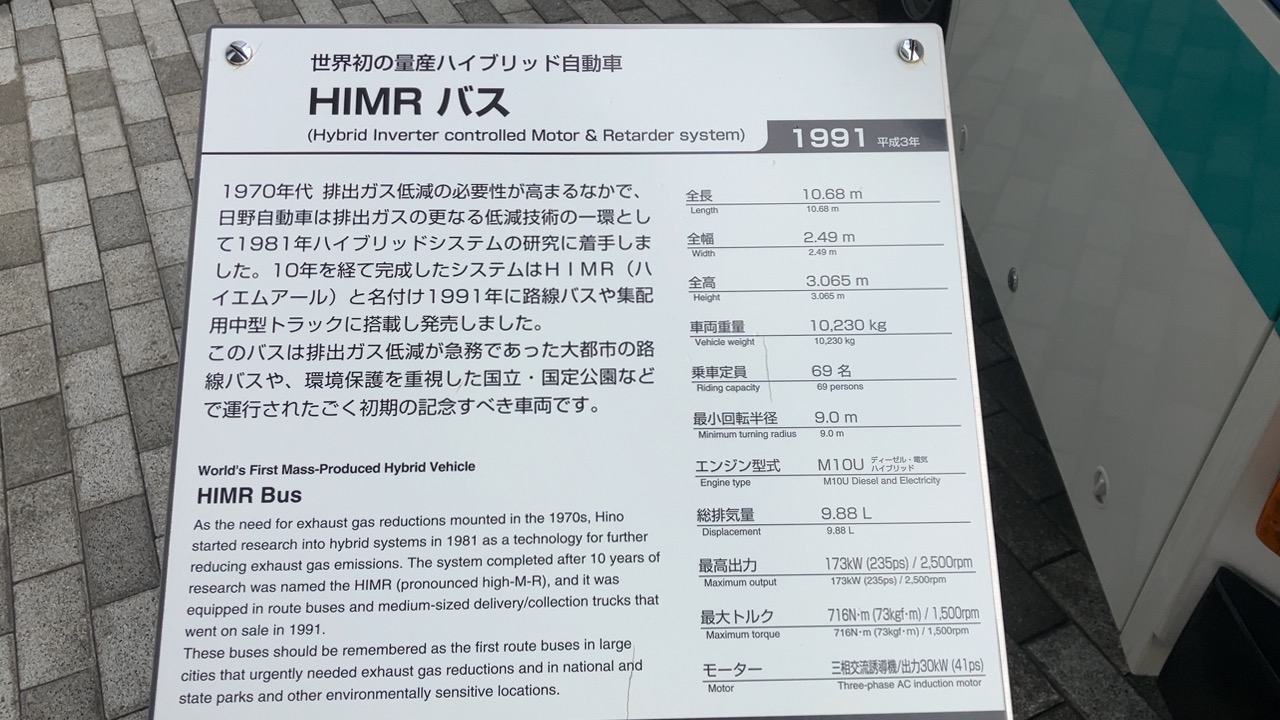 世界初の量産ハイブリッド自動車
HIMR バス
(Hybrid Inverter controlled Motor & Retarder system)
1991 平成3年
1970年代 排出ガス低減の必要性が高まるなかで、
日野自動車は排出ガスの更なる低減技術の一環とし
て1981年ハイブリッドシステムの研究に着手しま
した。10年を経て完成したシステムはＨＩＭＲ（ハ
イエムアール）と名付け1991年に路線バスや集配
用中型トラックに搭載し発売しました。
このバスは排出ガス低減が急務であった大都市の路
線バスや、環境保護を重視した国立・国定公園など
で運行されたごく初期の記念すべき車両です。
World's First Mass-Produced Hybrid Vehicle
HIMR Bus
As the need for exhaust gas reductions mounted in the 1970s, Hino
started research into hybrid systems in 1981 as a technology for further
reducing exhaust gas emissions. The system completed after 10 years of
research was named the HIMR (pronounced high-M-R), and it was
equipped in route buses and medium-sized delivery/collection trucks that
went on sale in 1991.
These buses should be remembered as the first route buses in large
cities that urgently needed exhaust gas reductions and in national and
state parks and other environmentally sensitive locations.
全長 10.68 m
Length 10.68 m
全幅 2.49 m
Width 2.49 m
全高 3.065 m
Height 3.065 m
車両重量 10,230 kg
Vehicle weight 10,230 kg
乗車定員 69 名
Riding capacity 69 persons
最小回転半径 9.0 m
Minimum turning radius 9.0 m
エンジン型式 M10U ディーゼル・電気
ハイブリッド
Engine type M10U Diesel and Electricity
総排気量 9.88 L
Displacement 9.88 L
最高出力 173kW (235ps) / 2,500rpm
Maximum output 173kW (235ps) / 2,500rpm
最大トルク 716N･m (73kgf･m) / 1,500rpm
Maximum torque 716N･m (73kgf･m) / 1,500rpm
モーター 三相交流誘導機/出力30kW (41ps)
Motor Three-phase AC induction motor